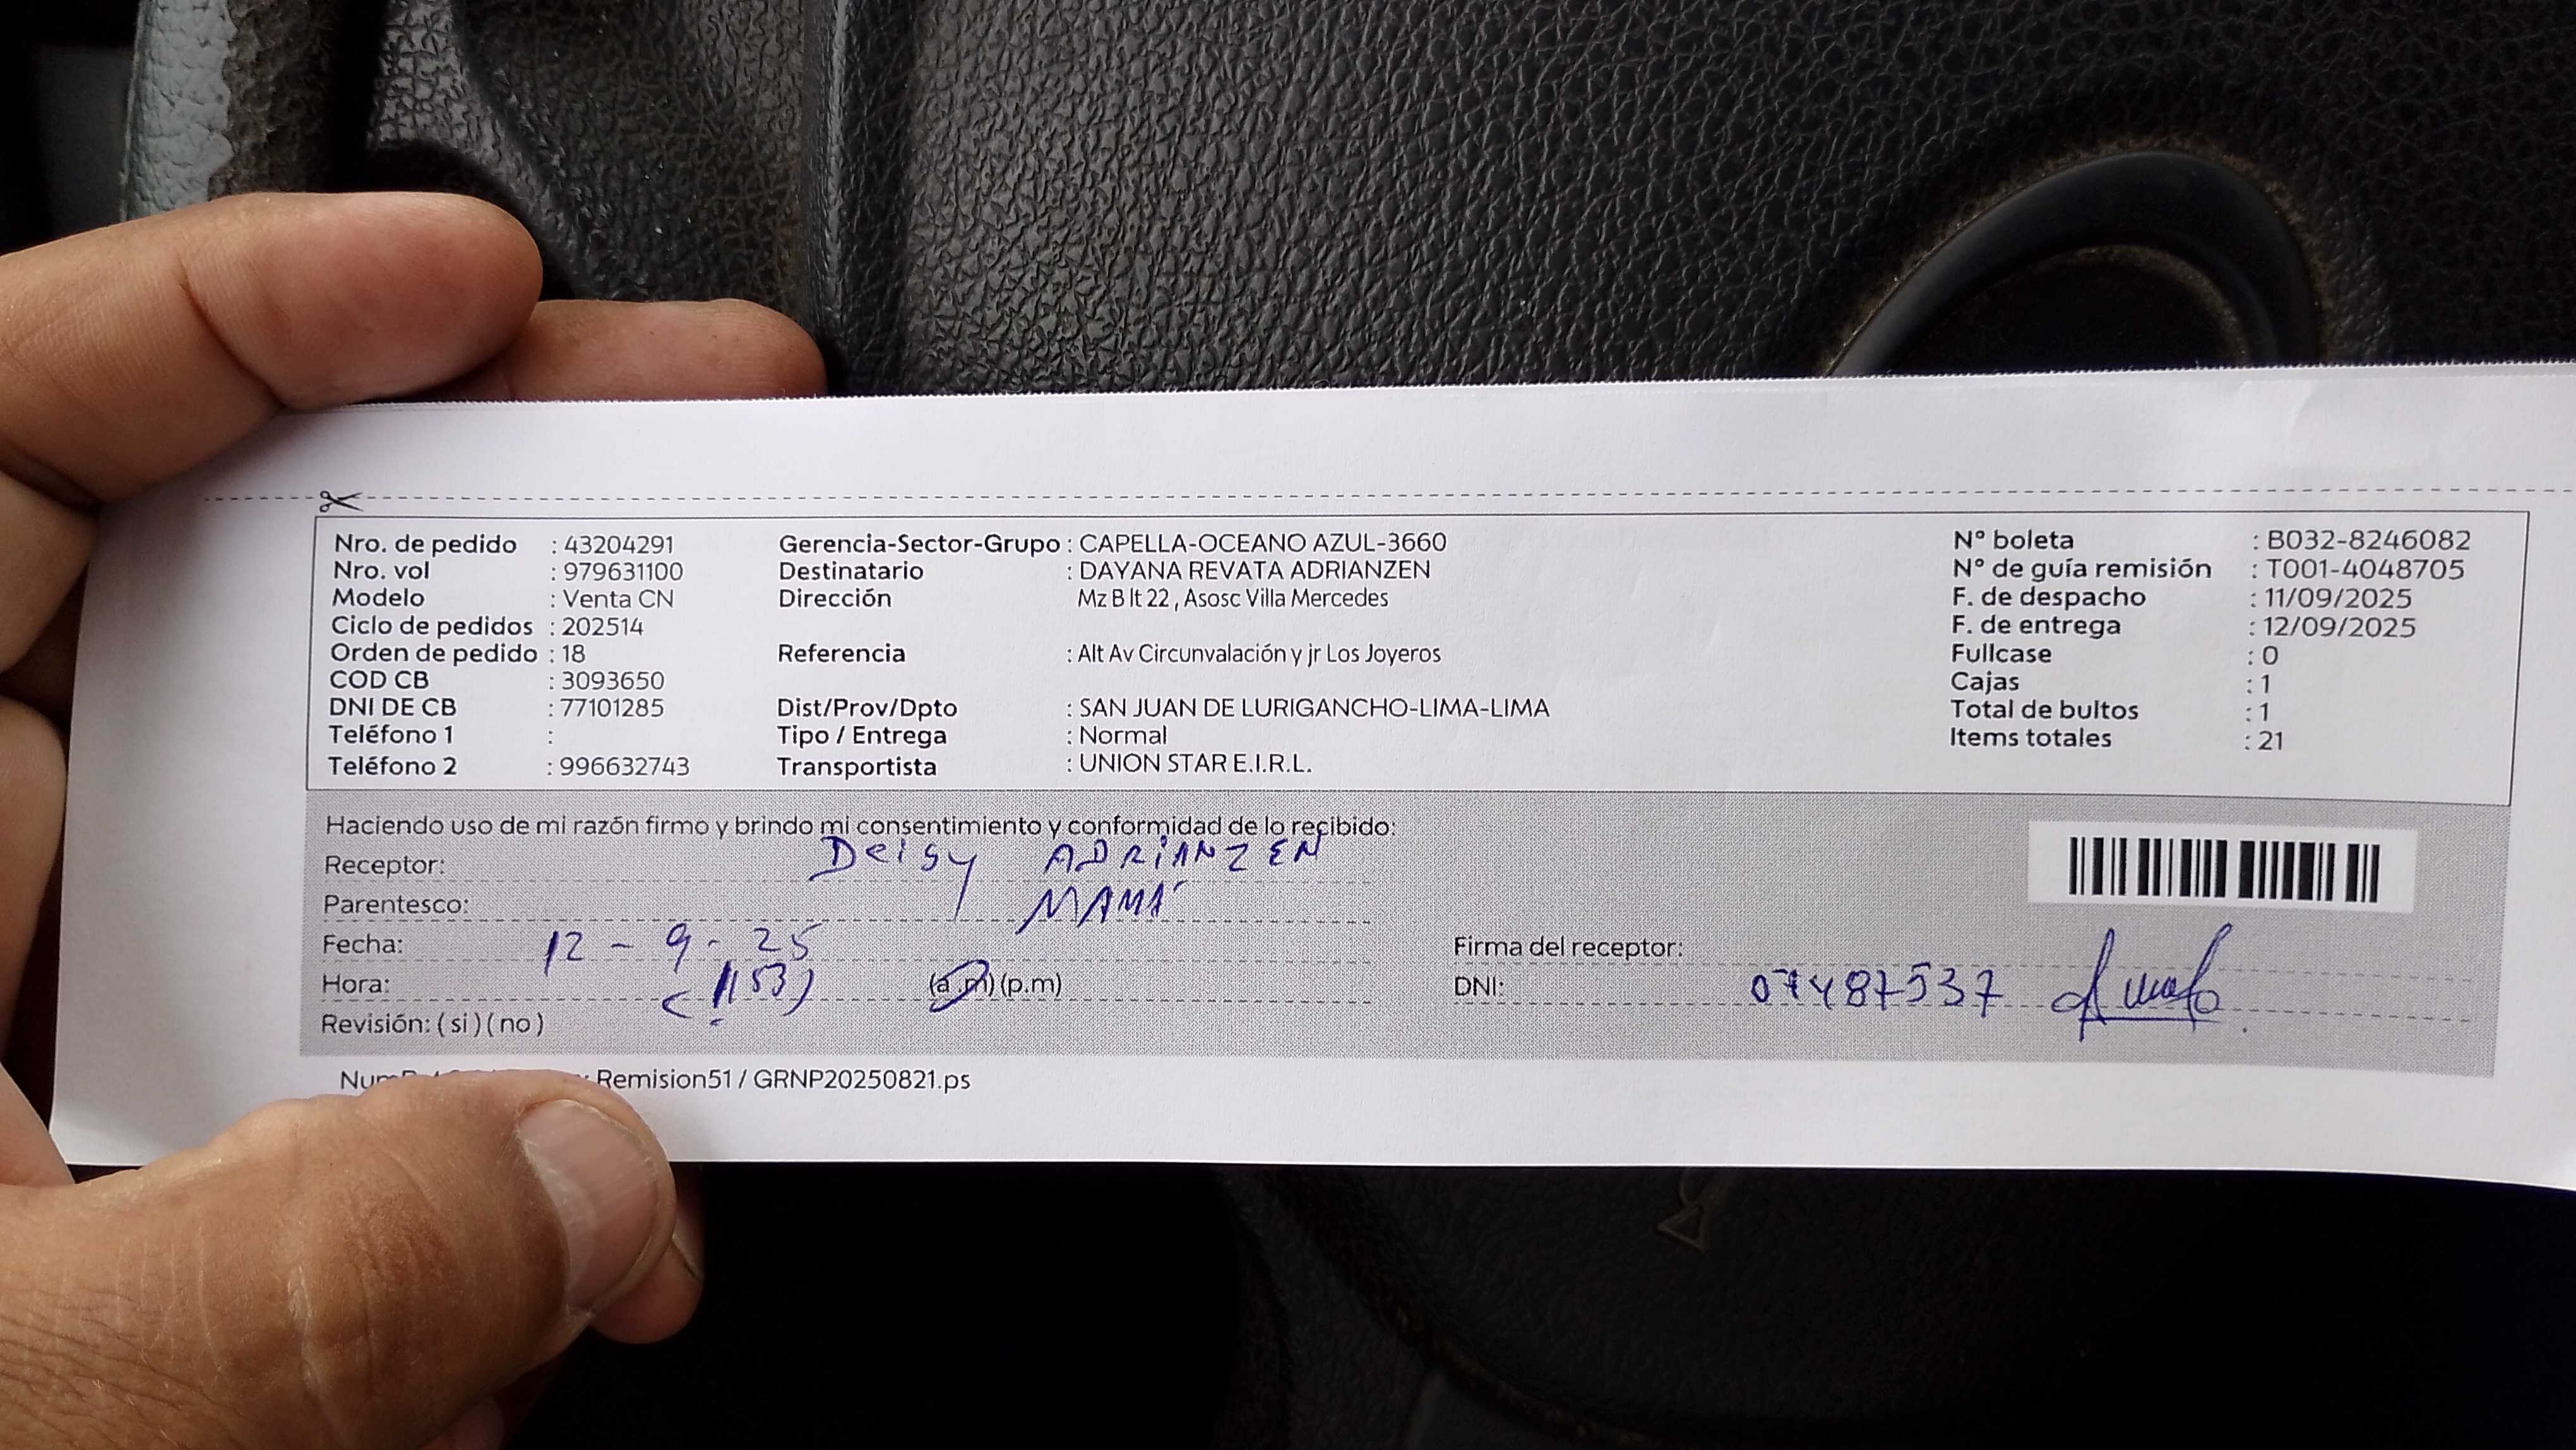 Nro. de pedido : 43204291 Gerencia-Sector-Grupo : CAPELLA-OCEANO AZUL-3660 N° boleta : B032-8246082
Nro. vol : 979631100 Destinatario : DAYANA REVATA ADRIANZEN N° de guía remisión : T001-4048705
Modelo : Venta CN Dirección Mz B lt 22 , Asosc Villa Mercedes F. de despacho : 11/09/2025
Ciclo de pedidos : 202514 F. de entrega : 12/09/2025
Orden de pedido : 18 Referencia : Alt Av Circunvalación y jr Los Joyeros Fullcase : 0
COD CB : 3093650 Cajas : 1
DNI DE CB : 77101285 Dist/Prov/Dpto : SAN JUAN DE LURIGANCHO-LIMA-LIMA Total de bultos : 1
Teléfono 1 : Tipo / Entrega : Normal Items totales : 21
Teléfono 2 : 996632743 Transportista : UNION STAR E.I.R.L.
Haciendo uso de mi razón firmo y brindo mi consentimiento y conformidad de lo recibido:
Receptor: Deisy ADRIANZEN
Parentesco: MAMÁ
Fecha: 12 - 9 - 25 Firma del receptor:
Hora: (1153) (a.m) (p.m) DNI: 07487537
Revisión: ( si ) ( no )
Remision51 / GRNP20250821.ps